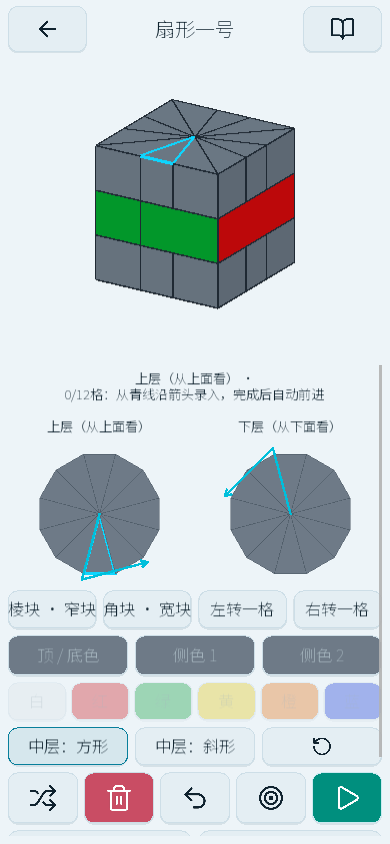 扇形一号
上层（从上面看） ·
0/12格：从青线沿箭头录入，完成后自动前进
上层（从上面看）
下层（从下面看）
棱块 · 窄块
角块 · 宽块
左转一格
右转一格
顶/底色
侧色 1
侧色 2
白
黄
中层：方形
中层：斜形